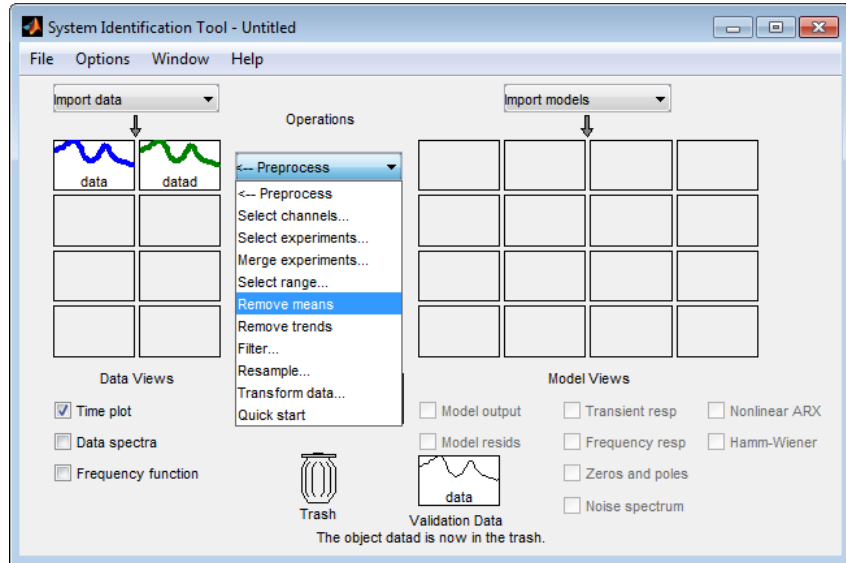 System Identification Tool - Untitled
File Options Window Help
Import data
Import models
Operations
data
datad
<-- Preprocess
<-- Preprocess
Select channels...
Select experiments...
Merge experiments...
Select range...
Remove means
Remove trends
Filter...
Resample...
Transform data...
Quick start
Data Views
Time plot
Data spectra
Frequency function
Model Views
Model output
Transient resp
Nonlinear ARX
Model resids
Frequency resp
Hamm-Wiener
Zeros and poles
Noise spectrum
Trash
data
Validation Data
The object datad is now in the trash.